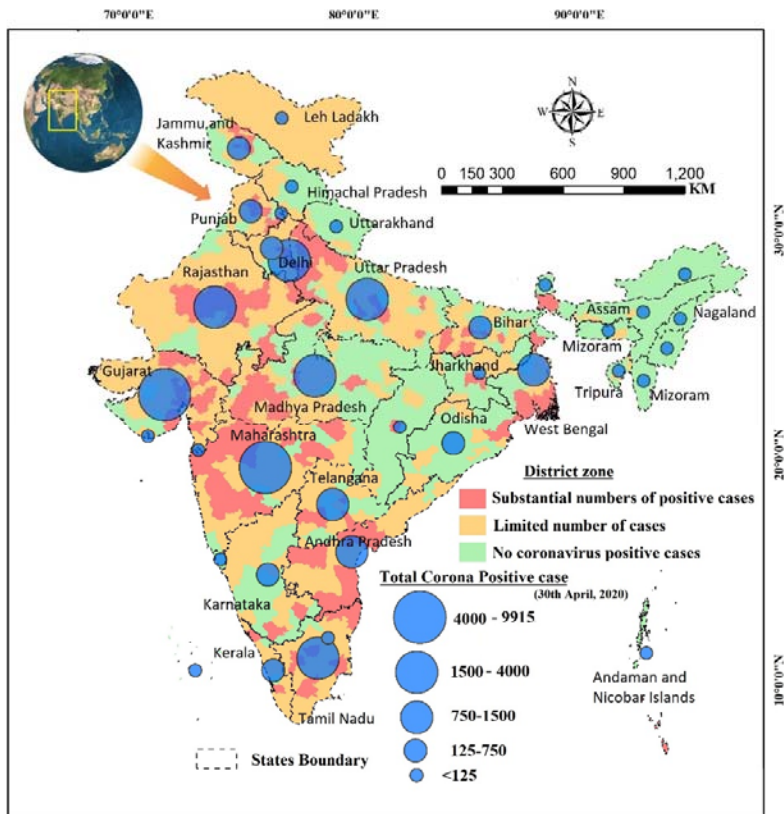 70°0'0"E 80°0'0"E 90°0'0"E
N
W E
S
0 150 300 600 900 1,200
KM
Leh Ladakh
Jammu and
Kashmir
Himachal Pradesh
Punjab
Uttarakhand
30°0'0"N
Delhi
Rajasthan
Uttar Pradesh
Assam
Nagaland
Bihar
Mizoram
Gujarat
Jharkhand
Tripura
Mizoram
Madhya Pradesh
West Bengal
Odisha
Maharashtra
20°0'0"N
Telangana
Andhra Pradesh
Karnataka
Kerala
Tamil Nadu
Andaman and
Nicobar Islands
10°0'0"N
District zone
Substantial numbers of positive cases
Limited number of cases
No coronavirus positive cases
Total Corona Positive case
(30th April, 2020)
4000 - 9915
1500 - 4000
750-1500
125-750
<125
States Boundary